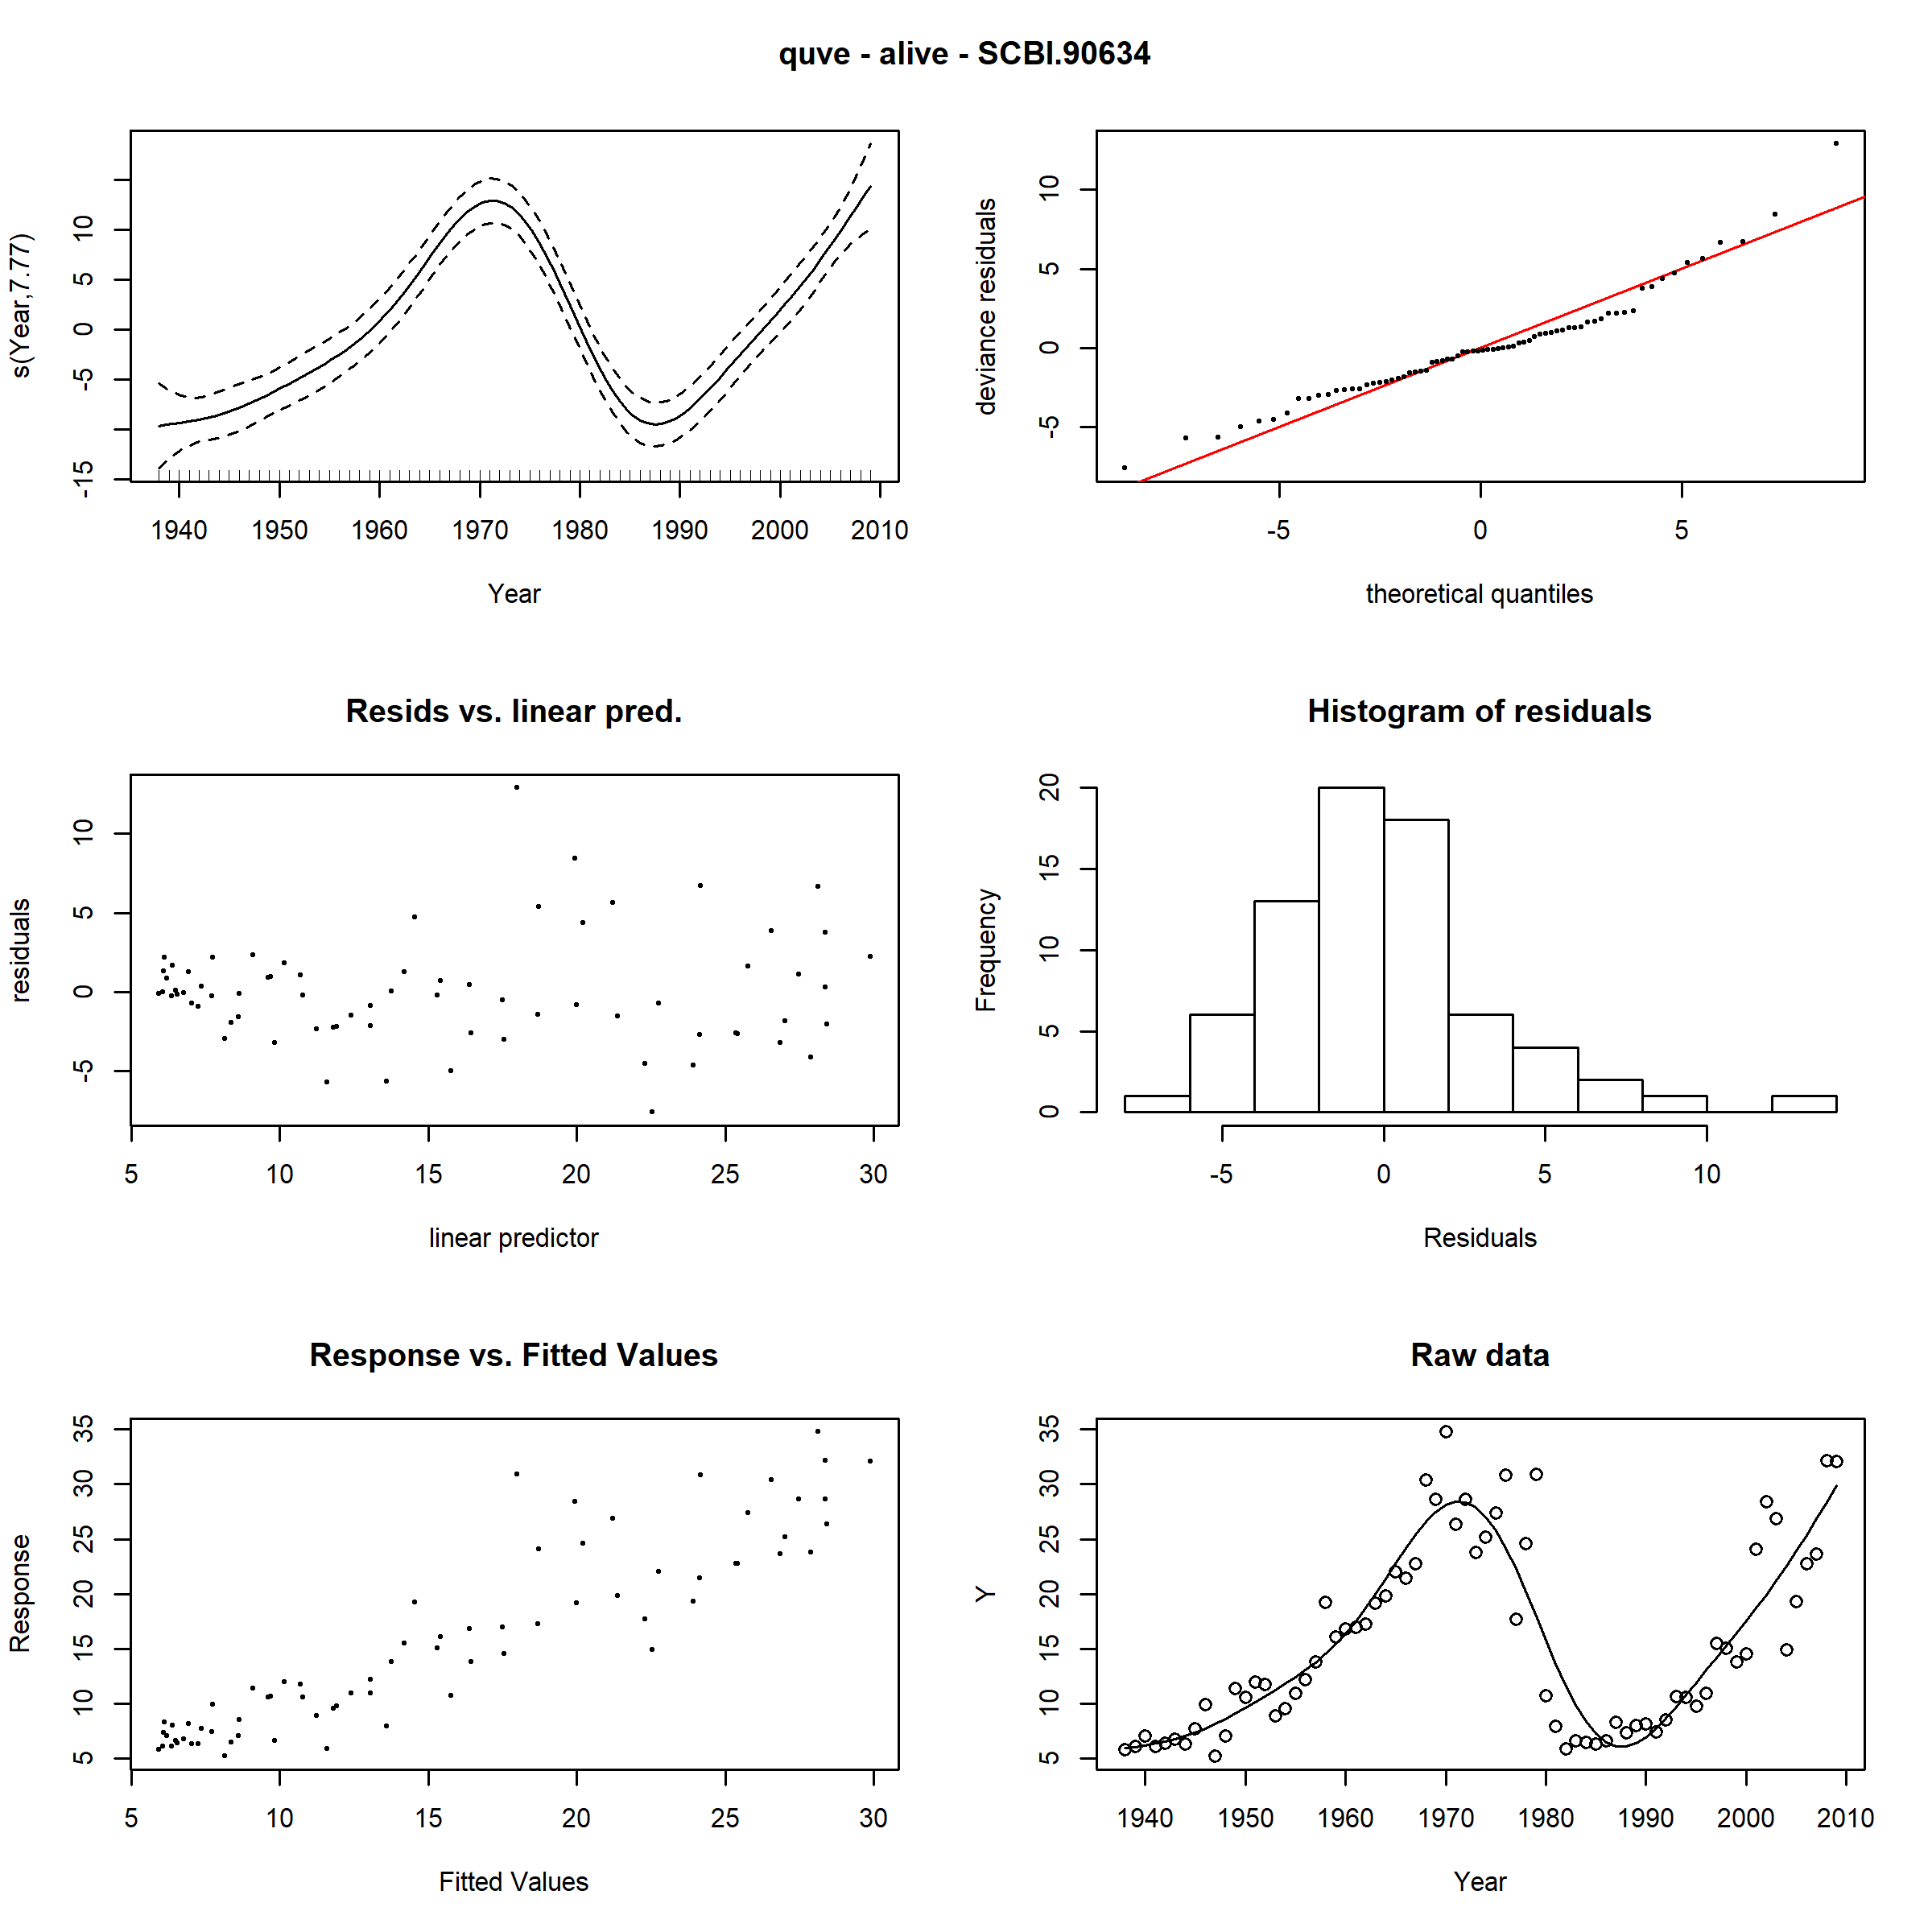 quve - alive - SCBI.90634
s(Year,7.77)
-15 -5 0 5 10
1940 1950 1960 1970 1980 1990 2000 2010
Year
deviance residuals
-5 0 5 10
-5 0 5
theoretical quantiles
Resids vs. linear pred.
residuals
-5 0 5 10
5 10 15 20 25 30
linear predictor
Histogram of residuals
Frequency
0 5 10 15 20
-5 0 5 10
Residuals
Response vs. Fitted Values
Response
5 10 15 20 25 30 35
5 10 15 20 25 30
Fitted Values
Raw data
Y
5 10 15 20 25 30 35
1940 1950 1960 1970 1980 1990 2000 2010
Year